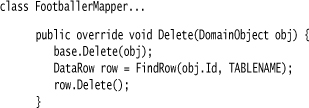 class FootballerMapper...
public override void Delete(DomainObject obj) {
base.Delete(obj);
DataRow row = FindRow(obj.Id, TABLENAME);
row.Delete();
}